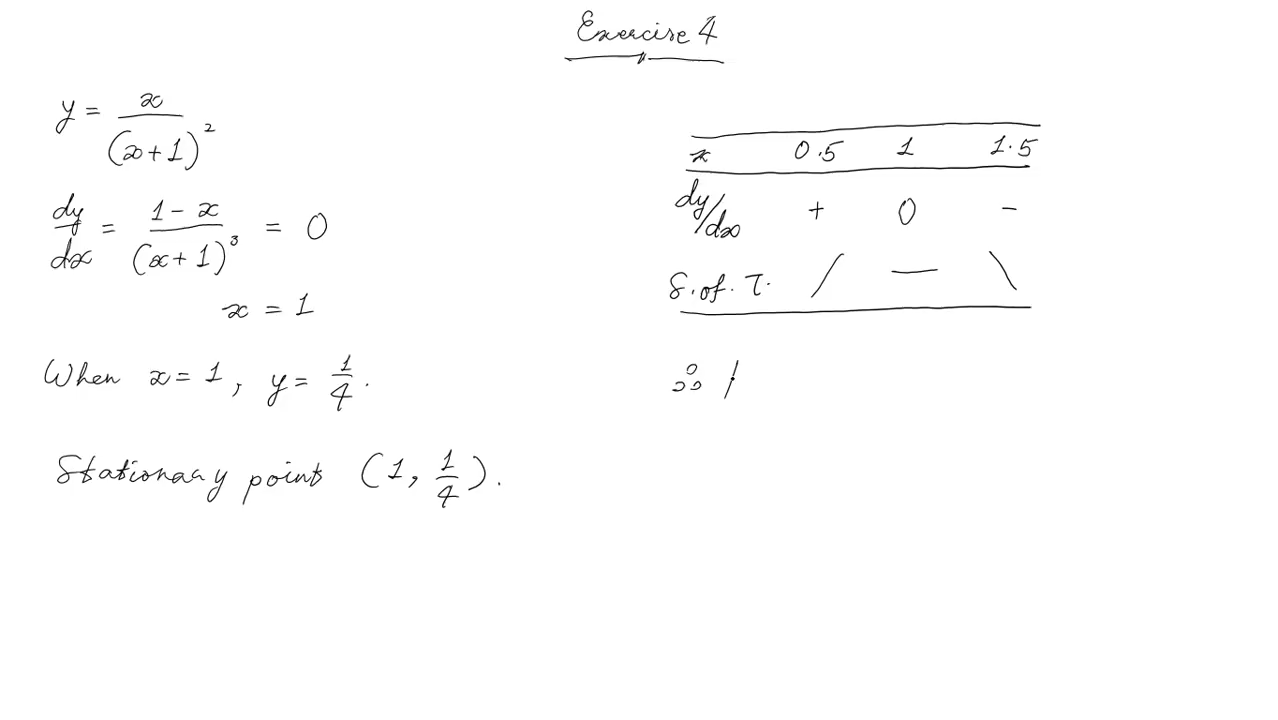 Exercise 4
y = x/(x+1)^2
dy/dx = (1-x)/(x+1)^3 = 0
x = 1
When x=1, y= 1/4.
Stationary point (1, 1/4).
x 0.5 1 1.5
dy/dx + 0 -
S.of.T. / — \
∴